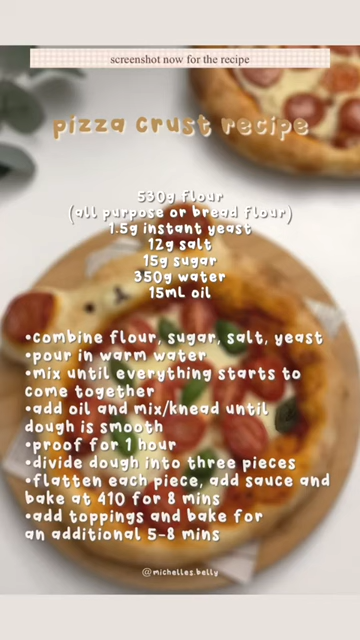 screenshot now for the recipe
pizza crust recipe
530g flour
(all purpose or bread flour)
1.5g instant yeast
12g salt
15g sugar
350g water
15mL oil
•combine flour, sugar, salt, yeast
•pour in warm water
•mix until everything starts to
come together
•add oil and mix/knead until
dough is smooth
•proof for 1 hour
•divide dough into three pieces
•flatten each piece, add sauce and
bake at 410 for 8 mins
•add toppings and bake for
an additional 5-8 mins
@michelles.belly